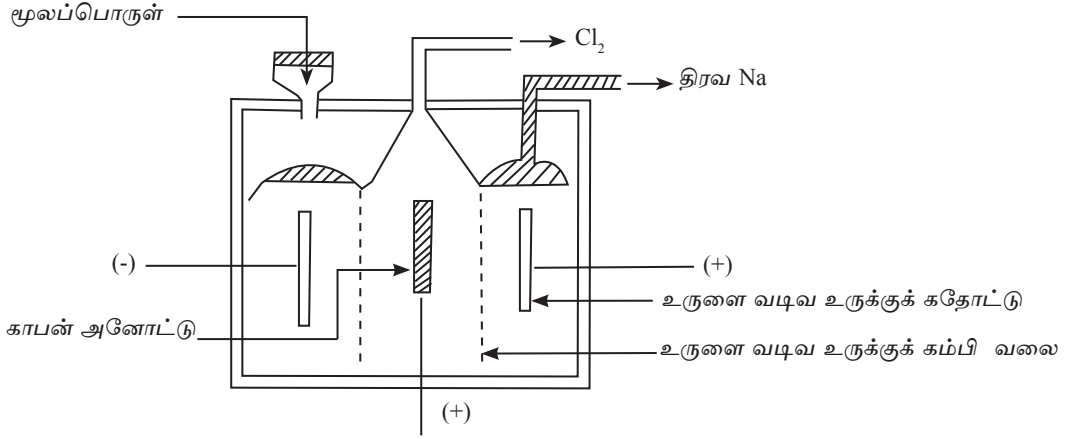 மூலப்பொருள்
Cl₂
திரவ Na
(-)
(+)
உருளை வடிவ உருக்குக் கதோட்டு
காபன் அனோட்டு
உருளை வடிவ உருக்குக் கம்பி வலை
(+)